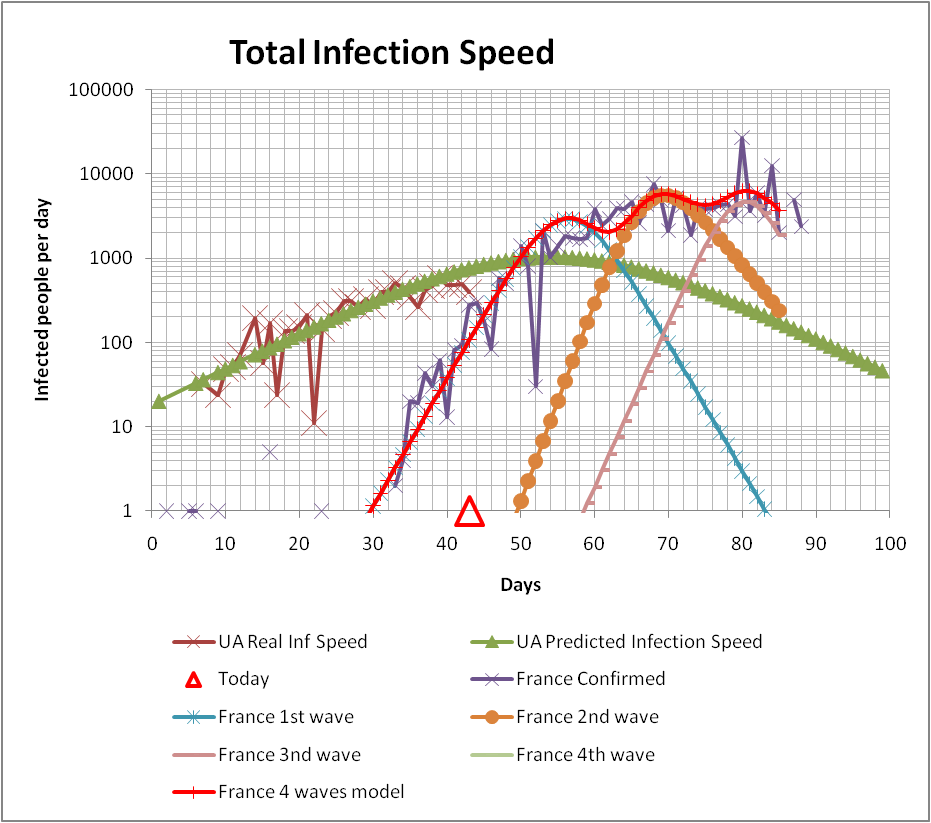 Total Infection Speed
Infected people per day
100000
10000
1000
100
10
1
0 10 20 30 40 50 60 70 80 90 100
Days
UA Real Inf Speed
UA Predicted Infection Speed
Today
France Confirmed
France 1st wave
France 2nd wave
France 3nd wave
France 4th wave
France 4 waves model